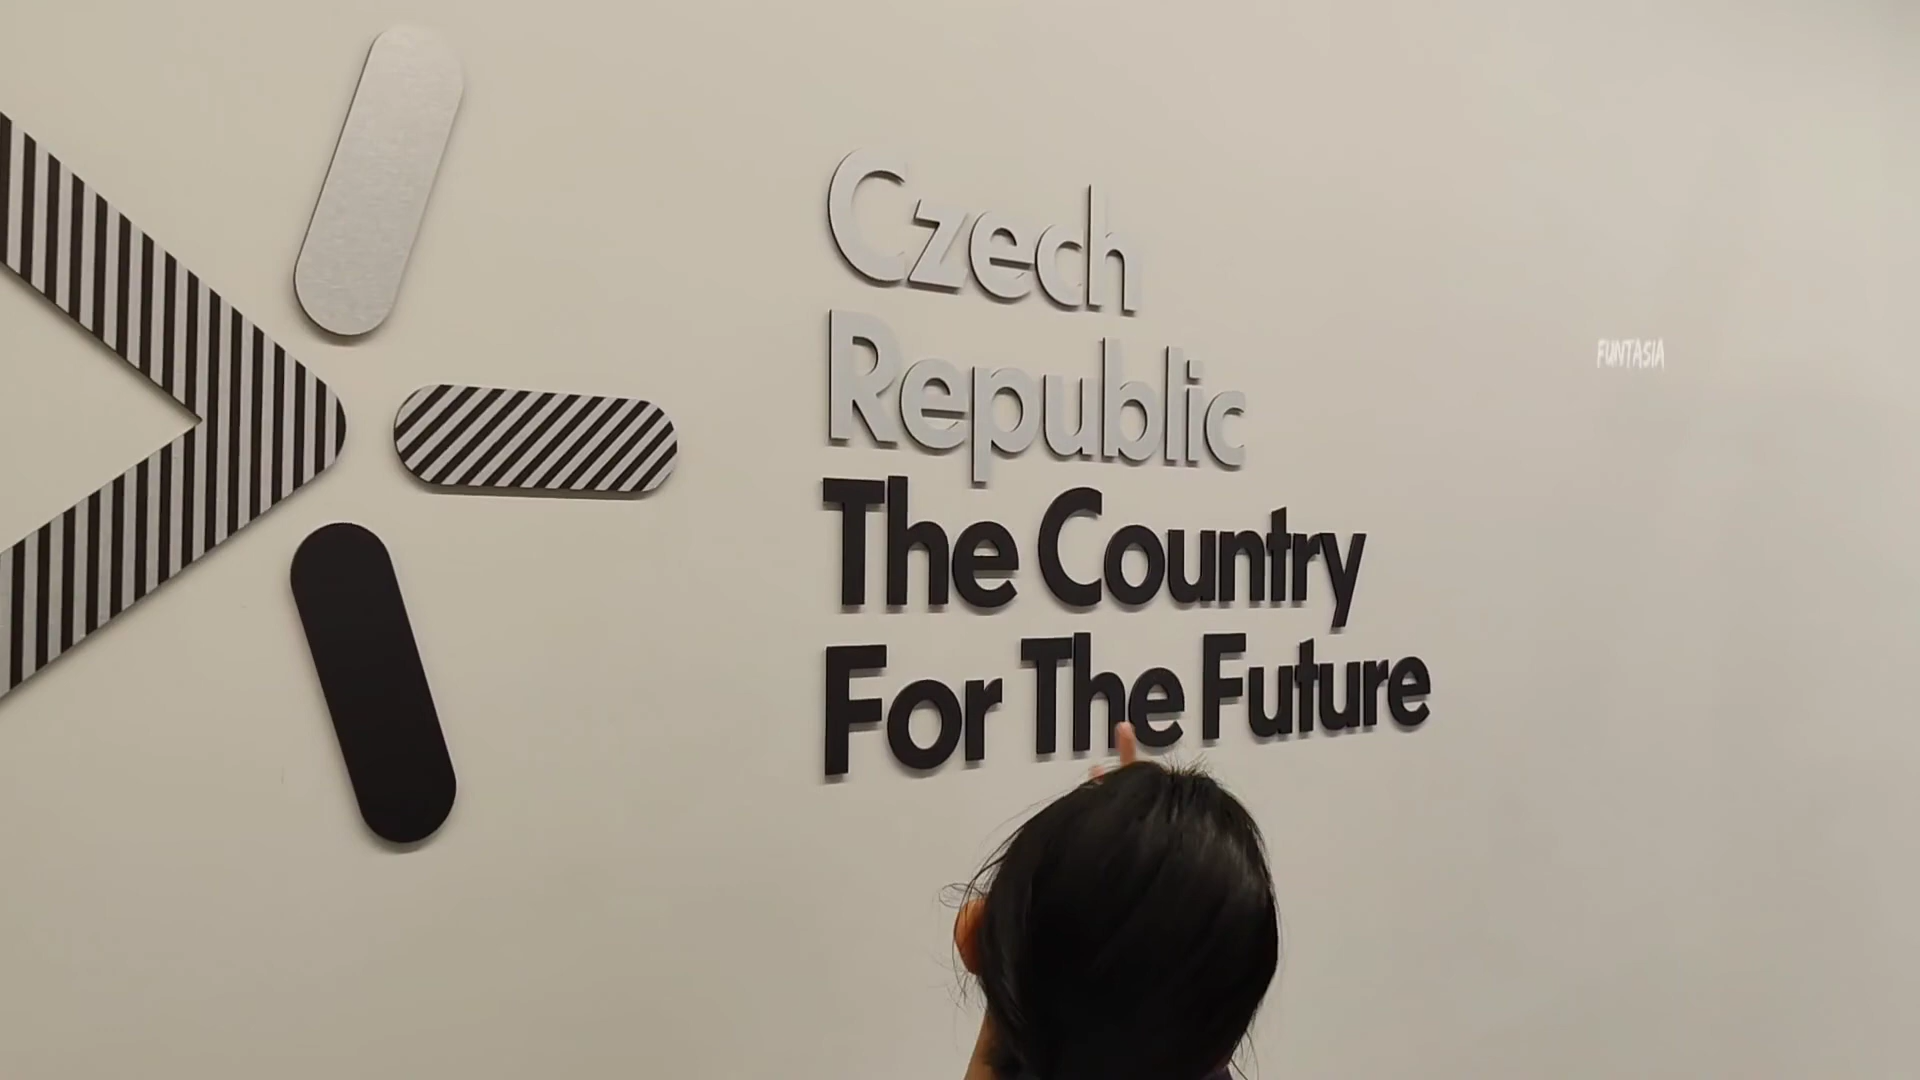 Czech
Republic
The Country
For The Future
FUNTASIA